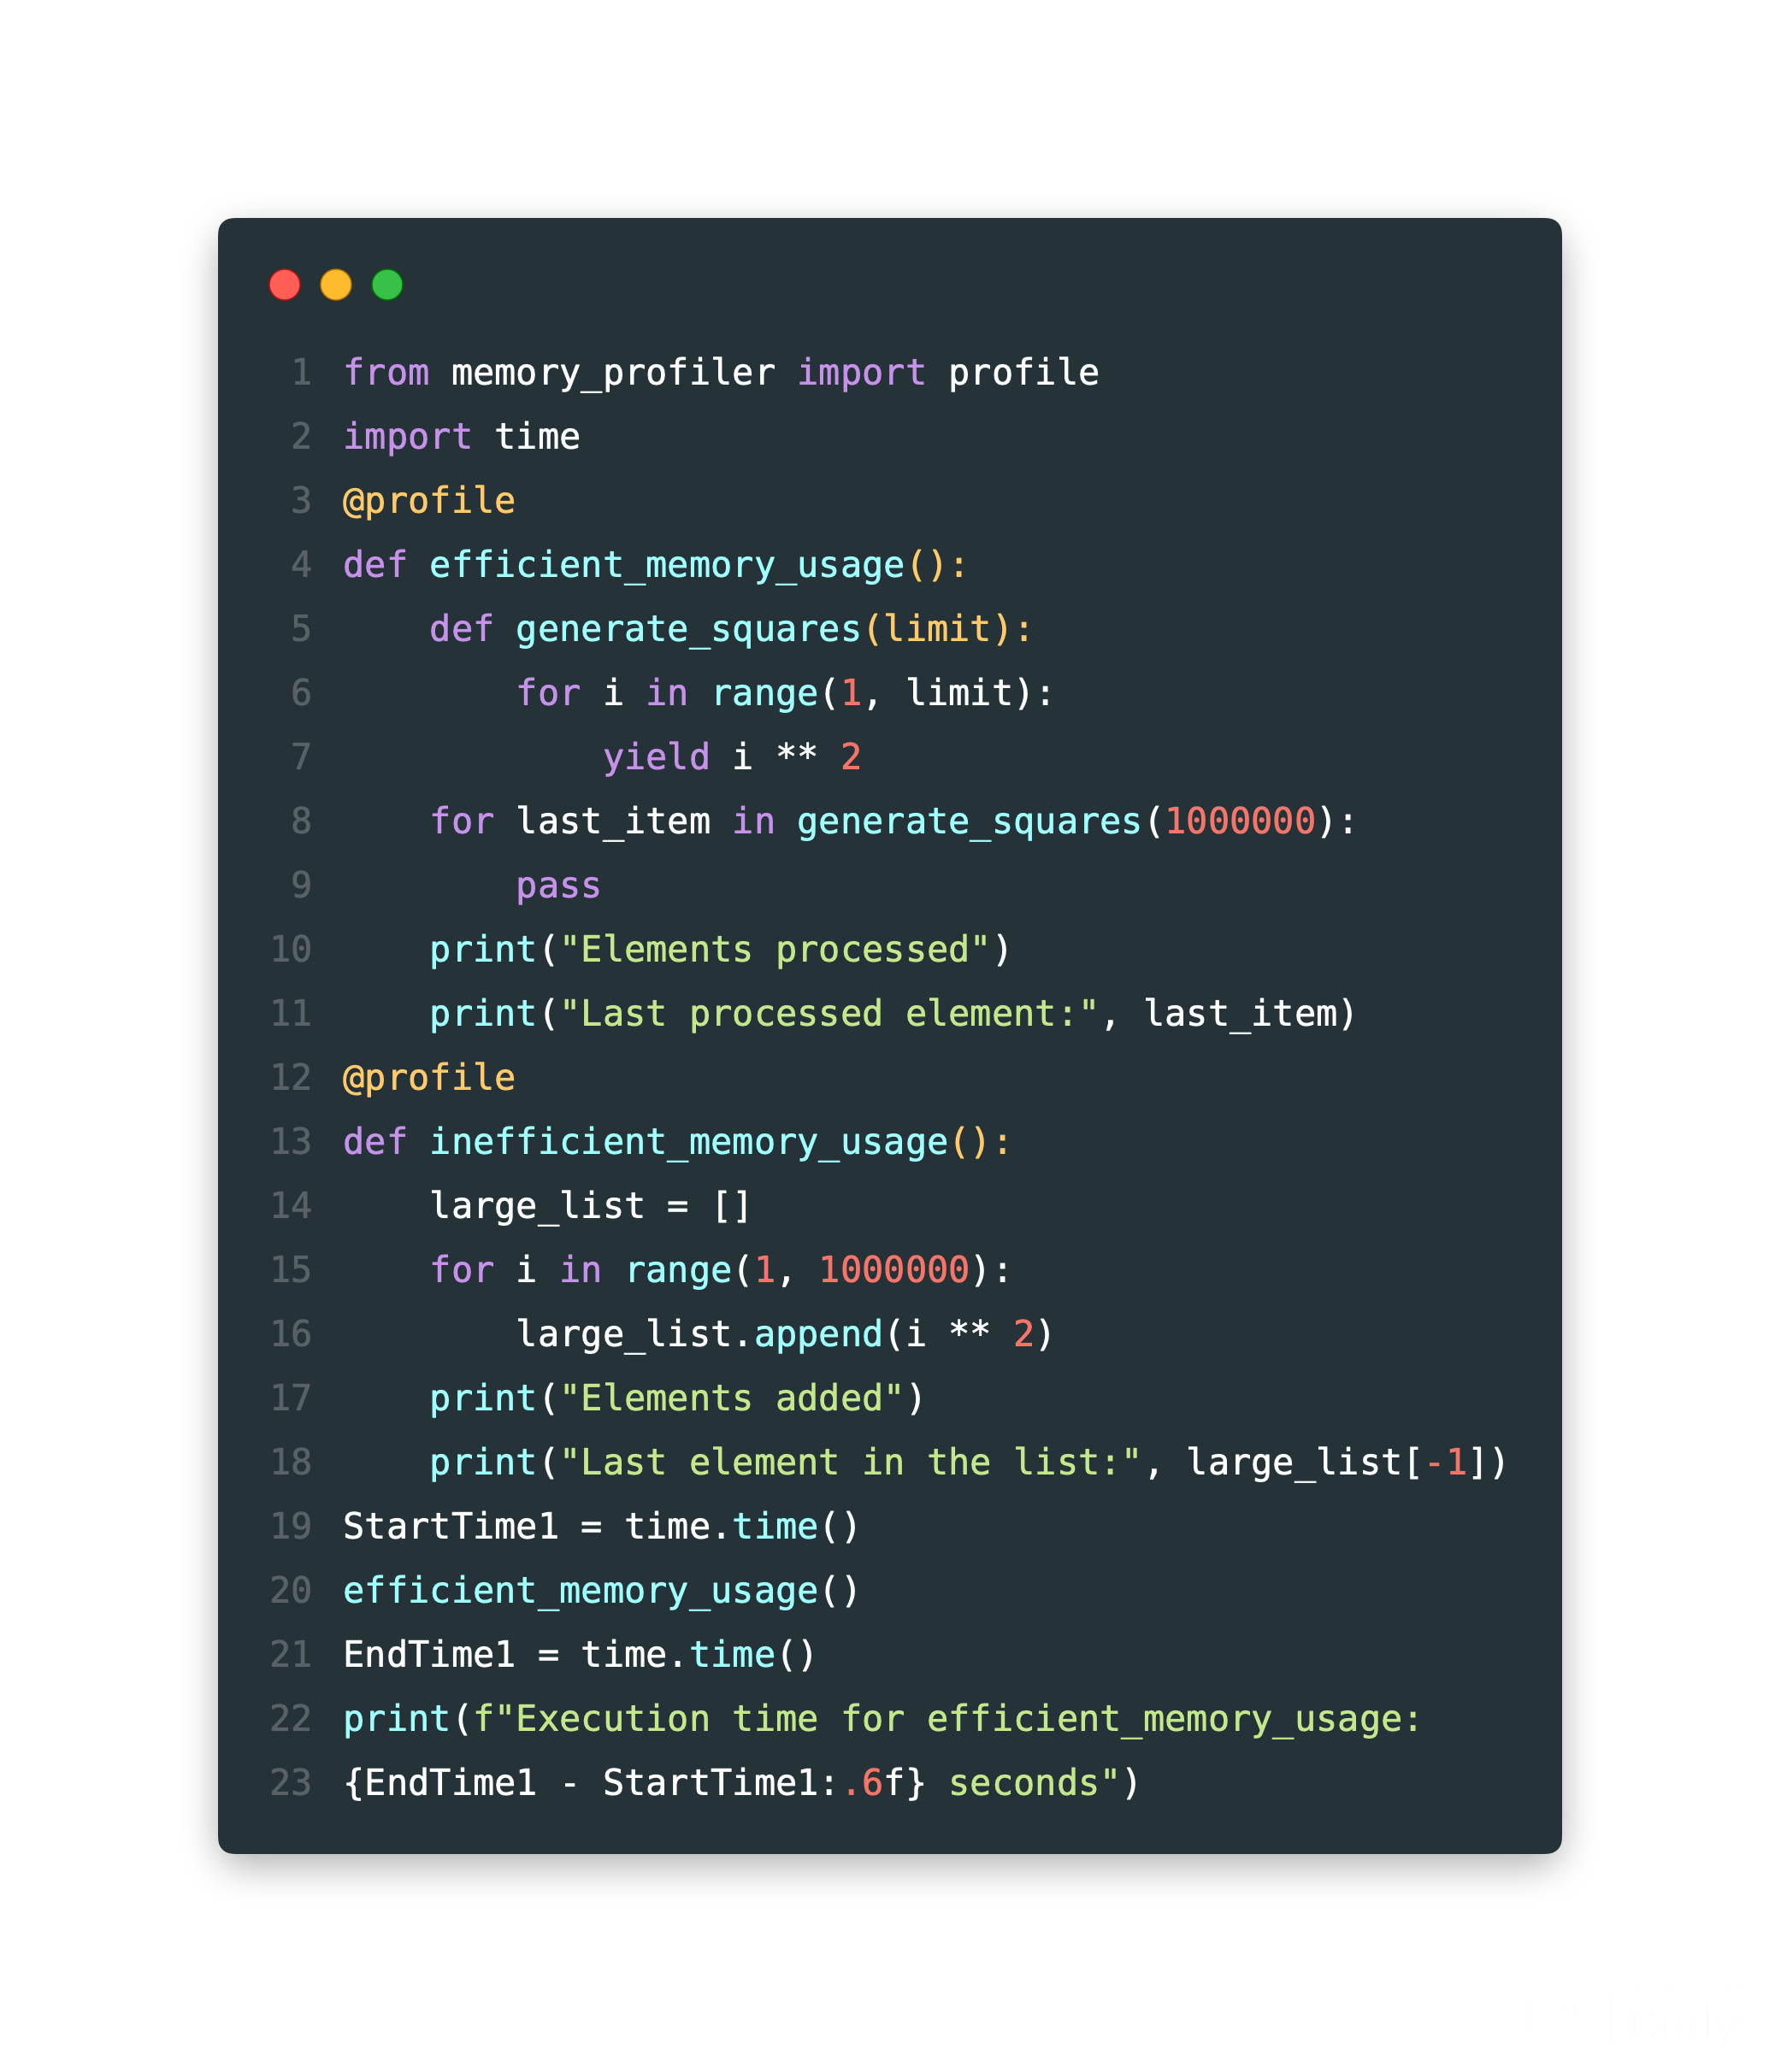 1 from memory_profiler import profile
2 import time
3 @profile
4 def efficient_memory_usage():
5     def generate_squares(limit):
6         for i in range(1, limit):
7             yield i ** 2
8     for last_item in generate_squares(1000000):
9         pass
10     print("Elements processed")
11     print("Last processed element:", last_item)
12 @profile
13 def inefficient_memory_usage():
14     large_list = []
15     for i in range(1, 1000000):
16         large_list.append(i ** 2)
17     print("Elements added")
18     print("Last element in the list:", large_list[-1])
19 StartTime1 = time.time()
20 efficient_memory_usage()
21 EndTime1 = time.time()
22 print(f"Execution time for efficient_memory_usage:
23 {EndTime1 - StartTime1:.6f} seconds")